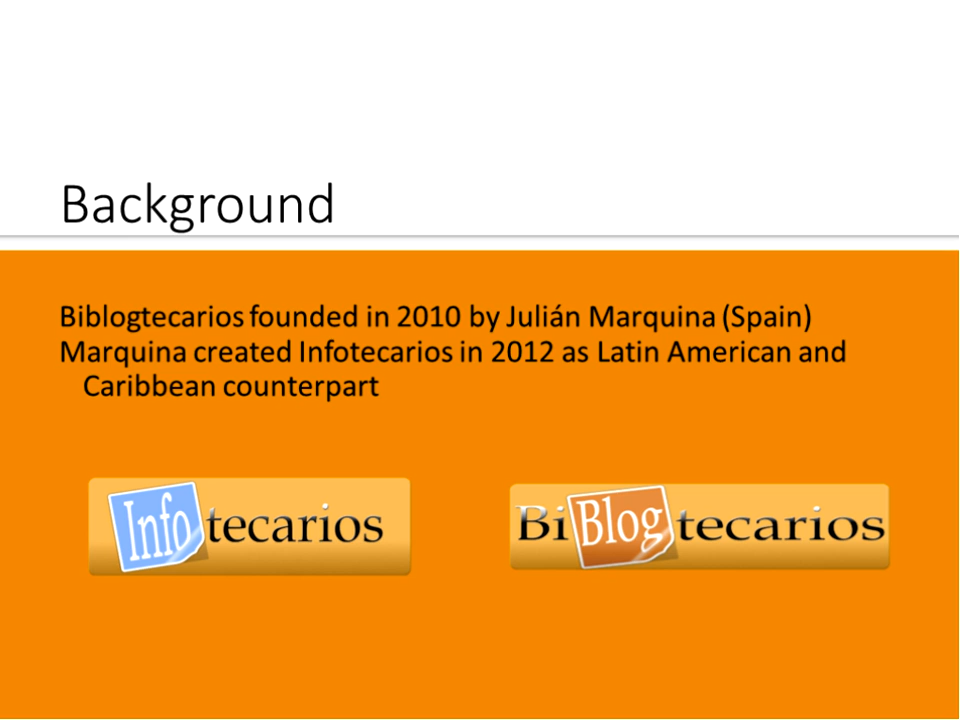 Background
Biblogtecarios founded in 2010 by Julián Marquina (Spain)
Marquina created Infotecarios in 2012 as Latin American and
Caribbean counterpart
Infotecarios
BiBlogtecarios